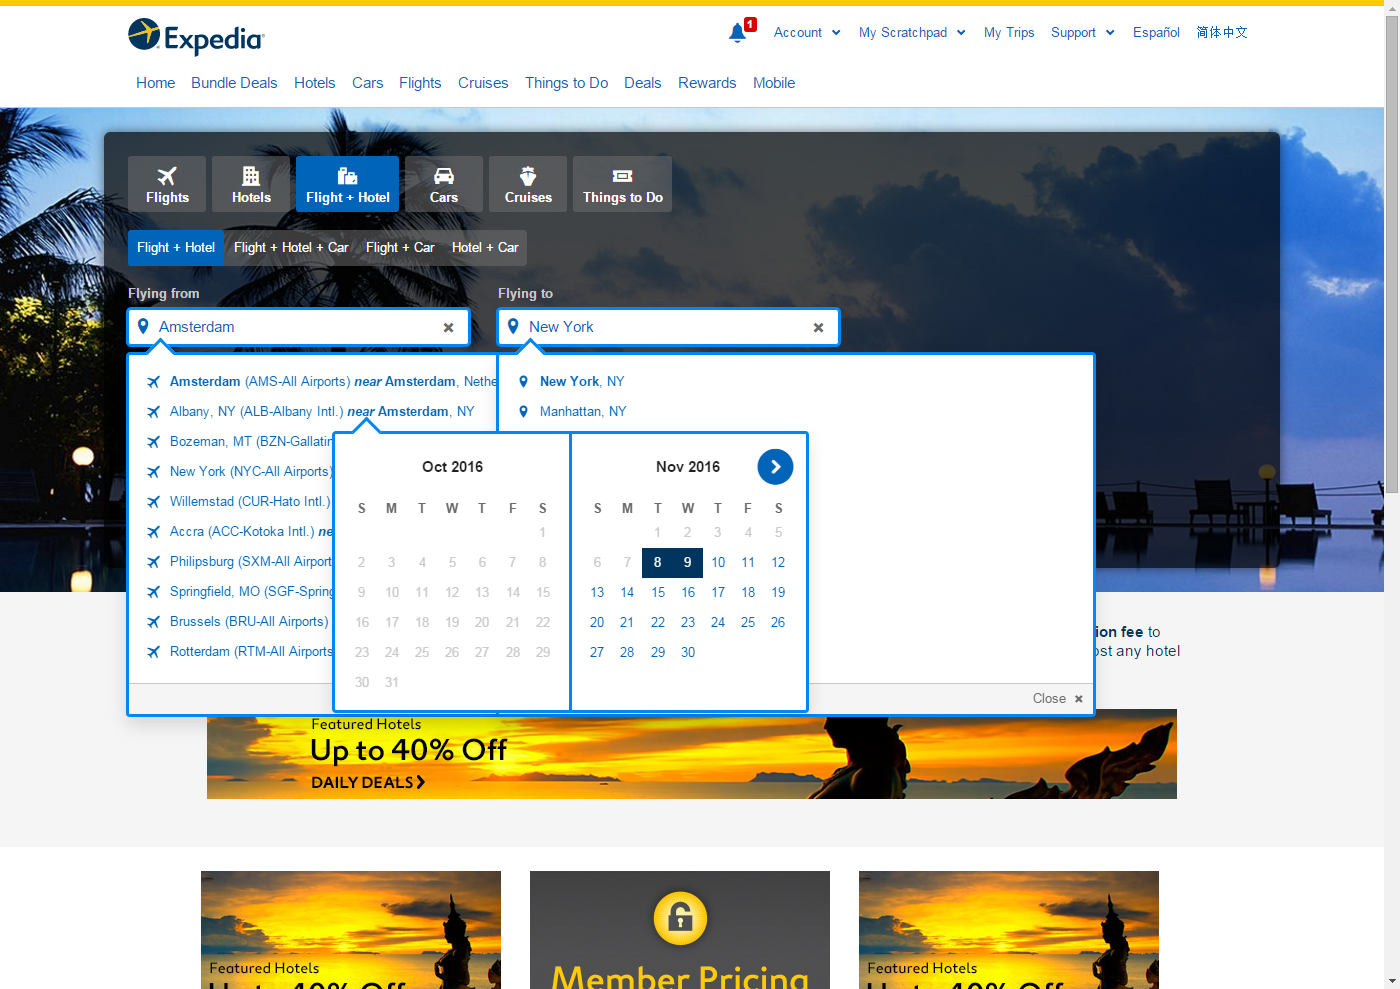 Expedia
1
Account
My Scratchpad
My Trips
Support
Español
简体中文
Home
Bundle Deals
Hotels
Cars
Flights
Cruises
Things to Do
Deals
Rewards
Mobile
Flights
Hotels
Flight + Hotel
Cars
Cruises
Things to Do
Flight + Hotel
Flight + Hotel + Car
Flight + Car
Hotel + Car
Flying from
Flying to
Amsterdam
New York
Amsterdam (AMS-All Airports) near Amsterdam, Nethe
Albany, NY (ALB-Albany Intl.) near Amsterdam, NY
Bozeman, MT (BZN-Gallatin
New York (NYC-All Airports)
Willemstad (CUR-Hato Intl.)
Accra (ACC-Kotoka Intl.) ne
Philipsburg (SXM-All Airport
Springfield, MO (SGF-Spring
Brussels (BRU-All Airports)
Rotterdam (RTM-All Airports
New York, NY
Manhattan, NY
Oct 2016
S M T W T F S
1
2 3 4 5 6 7 8
9 10 11 12 13 14 15
16 17 18 19 20 21 22
23 24 25 26 27 28 29
30 31
Nov 2016
S M T W T F S
1 2 3 4 5
6 7 8 9 10 11 12
13 14 15 16 17 18 19
20 21 22 23 24 25 26
27 28 29 30
ion fee to
ost any hotel
Close
Featured Hotels
Up to 40% Off
DAILY DEALS
Featured Hotels
Up to 40% Off
Member Pricing
Featured Hotels
Up to 40% Off